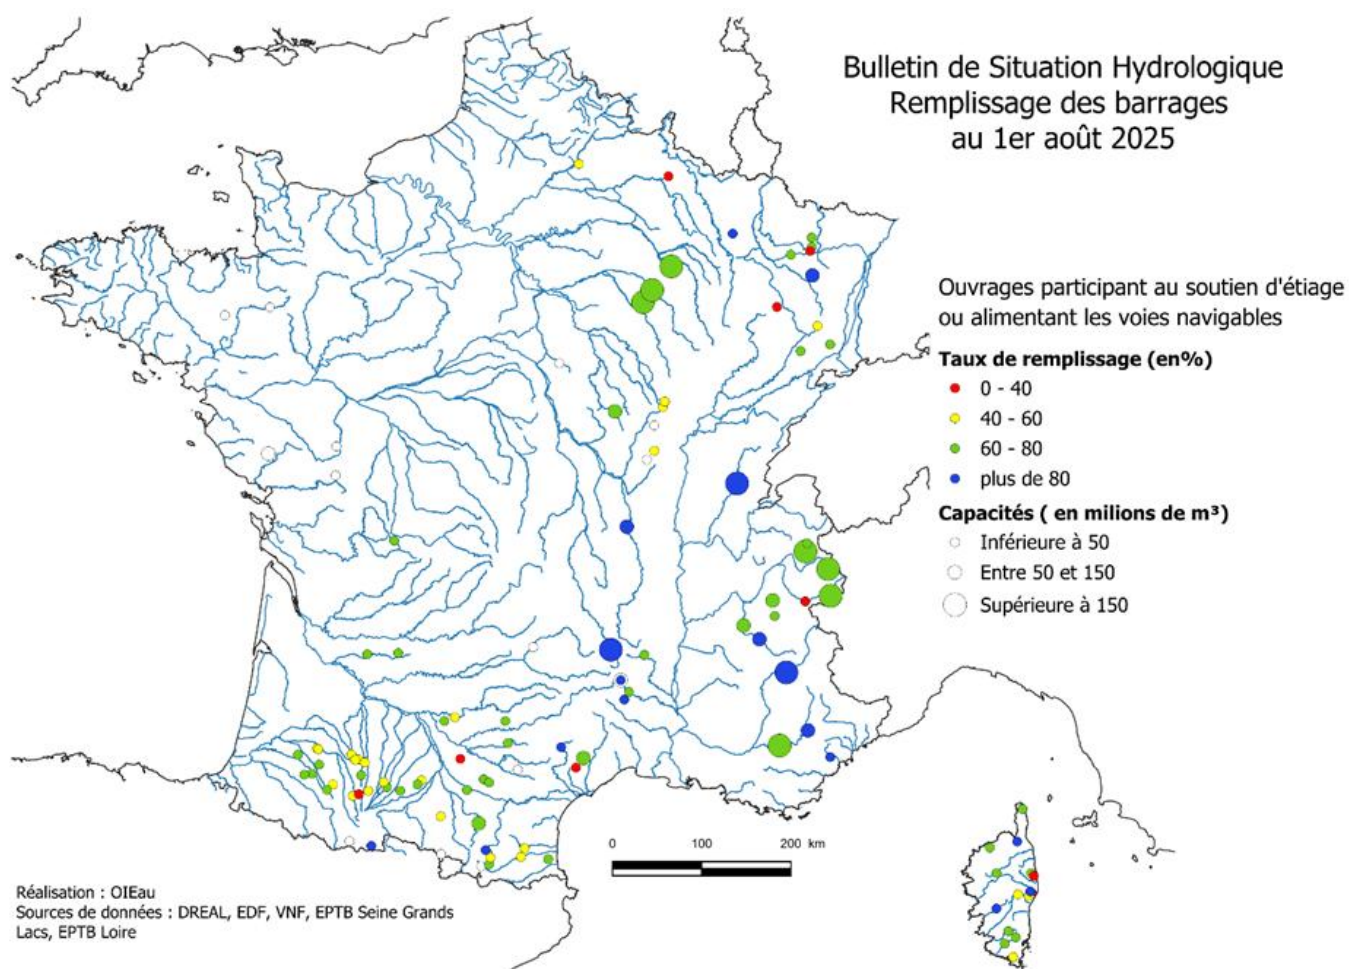 Bulletin de Situation Hydrologique
Remplissage des barrages
au 1er août 2025
Ouvrages participant au soutien d'étiage
ou alimentant les voies navigables
Taux de remplissage (en%)
0 - 40
40 - 60
60 - 80
plus de 80
Capacités ( en milions de m³)
Inférieure à 50
Entre 50 et 150
Supérieure à 150
0 100 200 km
Réalisation : OIEau
Sources de données : DREAL, EDF, VNF, EPTB Seine Grands
Lacs, EPTB Loire